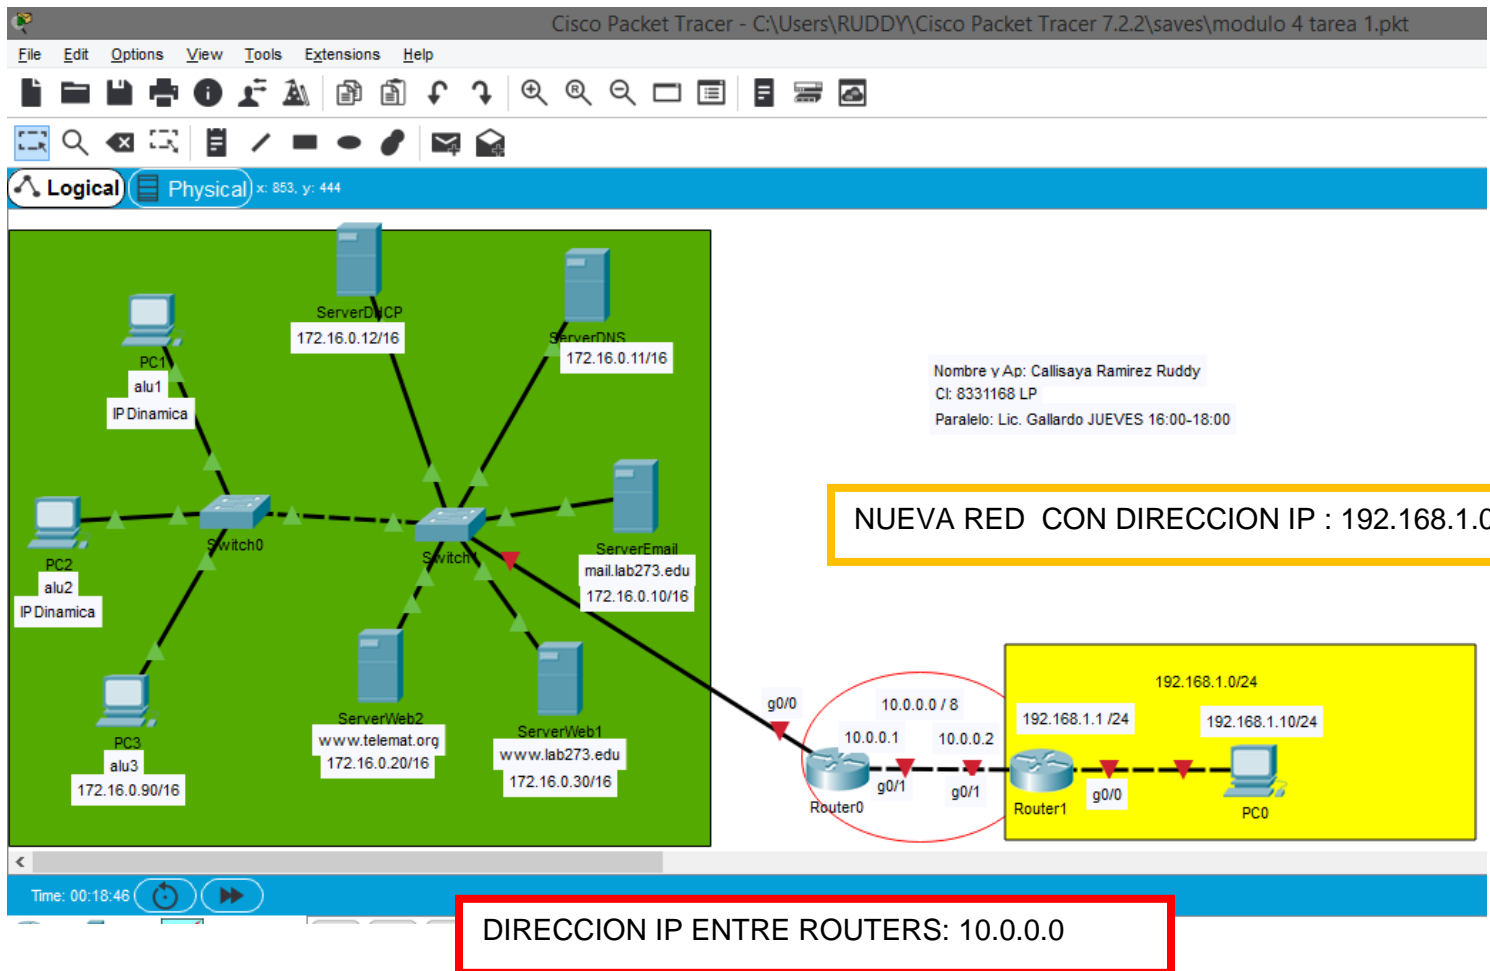 Cisco Packet Tracer - C:\Users\RUDDY\Cisco Packet Tracer 7.2.2\saves\modulo 4 tarea 1.pkt
File Edit Options View Tools Extensions Help
Logical Physical x: 853, y: 444
ServerDHCP
172.16.0.12/16
ServerDNS
172.16.0.11/16
PC1
alu1
IP Dinamica
Nombre y Ap: Callisaya Ramirez Ruddy
CI: 8331168 LP
Paralelo: Lic. Gallardo JUEVES 16:00-18:00
NUEVA RED CON DIRECCION IP : 192.168.1.0
Switch0
Switch1
ServerEmail
mail.lab273.edu
172.16.0.10/16
PC2
alu2
IP Dinamica
PC3
alu3
172.16.0.90/16
ServerWeb2
www.telemat.org
172.16.0.20/16
ServerWeb1
www.lab273.edu
172.16.0.30/16
g0/0
10.0.0.0 / 8
10.0.0.1
10.0.0.2
g0/1
g0/1
Router0
192.168.1.0/24
192.168.1.1 /24
192.168.1.10/24
Router1
g0/0
PC0
Time: 00:18:46
DIRECCION IP ENTRE ROUTERS: 10.0.0.0